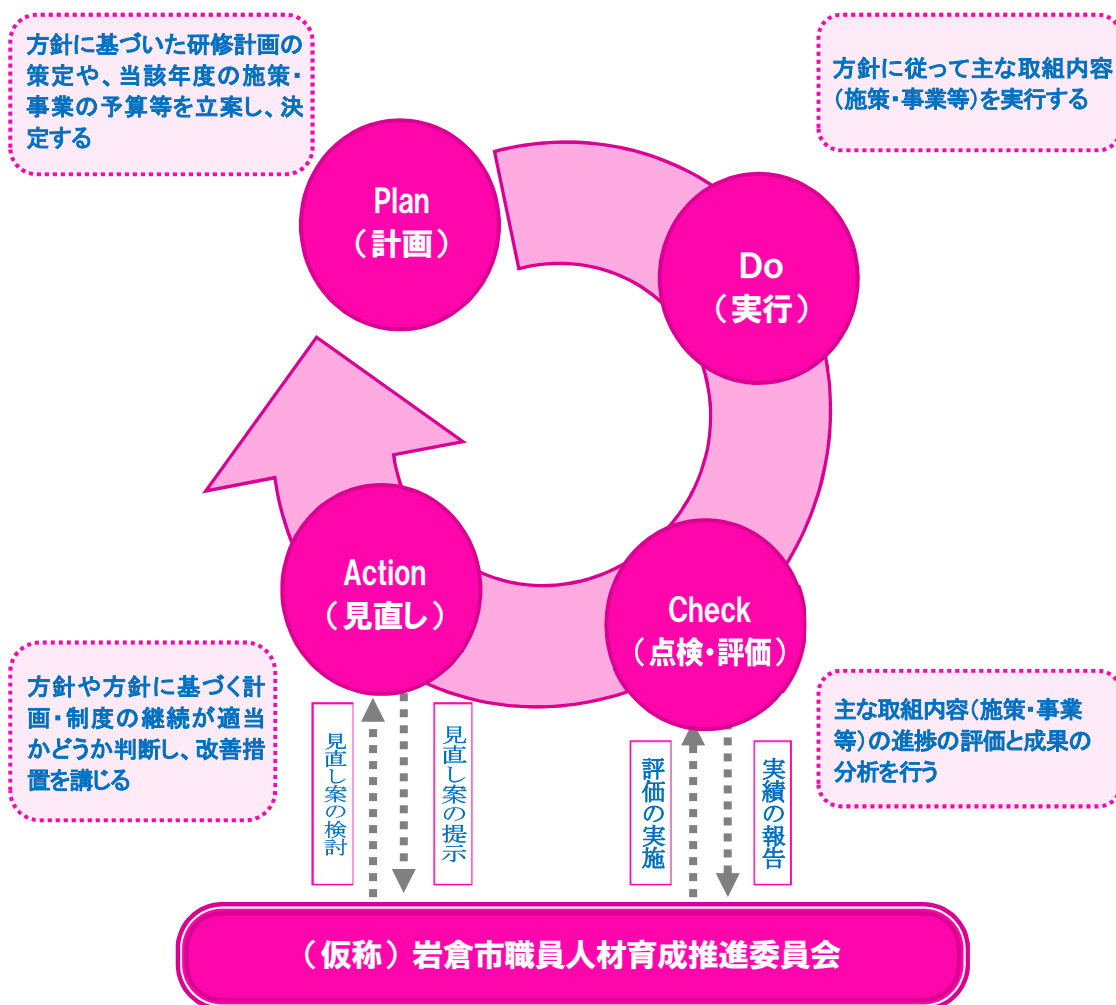 方針に基づいた研修計画の
策定や、当該年度の施策・
事業の予算等を立案し、決
定する
方針に従って主な取組内容
(施策・事業等)を実行する
Plan
(計画)
Do
(実行)
Action
(見直し)
Check
(点検・評価)
方針や方針に基づく計
画・制度の継続が適当
かどうか判断し、改善措
置を講じる
主な取組内容(施策・事業
等)の進捗の評価と成果の
分析を行う
見直し案の検討
見直し案の提示
評価の実施
実績の報告
(仮称)岩倉市職員人材育成推進委員会